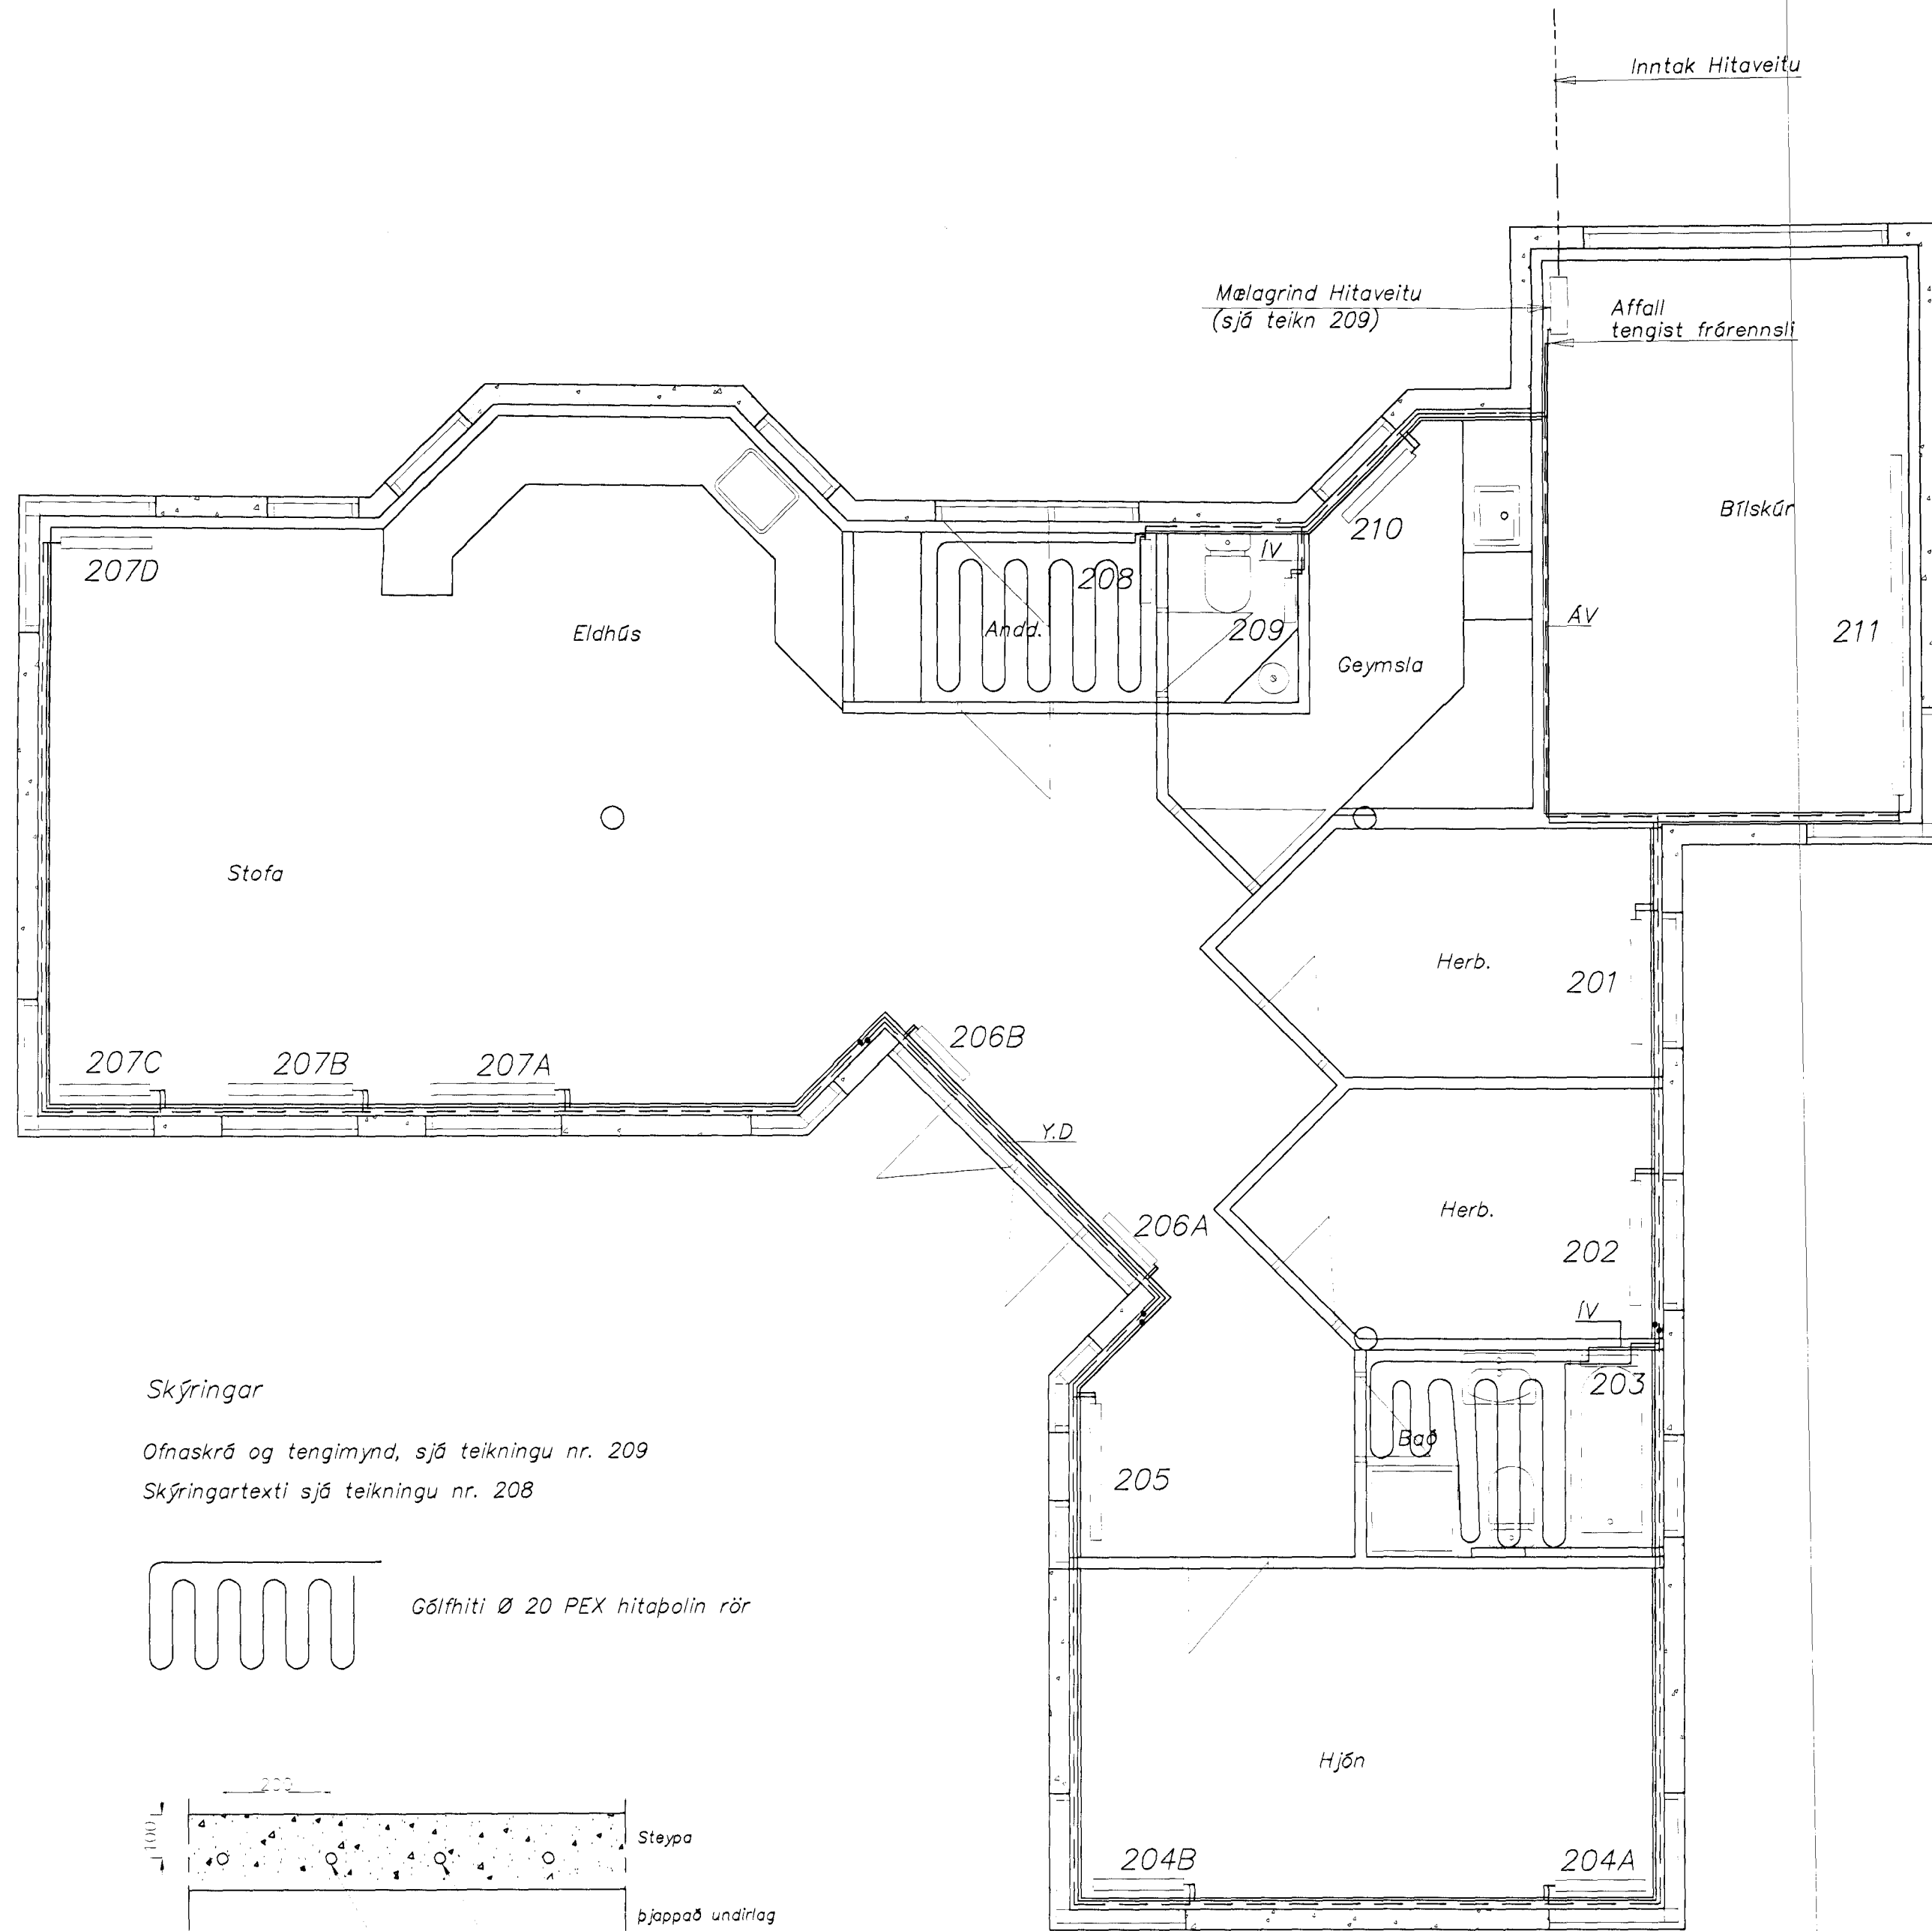 Inntak Hitaveitu
Mælagrind Hitaveitu
(sjá teikn 209)
Affall
tengist frárennsli
Bílskúr
210
207D
208
ÍV
Eldhús
Andd.
209
ÁV
211
Geymsla
Stofa
Herb.
201
206B
207C
207B
207A
Y.D
206A
Herb.
202
ÍV
203
Skýringar
Bað
Ofnaskrá og tengimynd, sjá teikningu nr. 209
205
Skýringartexti sjá teikningu nr. 208
Gólfhiti Ø 20 PEX hitaþolin rör
Hjón
200
100
Steypa
204B
204A
Þjappað undirlag